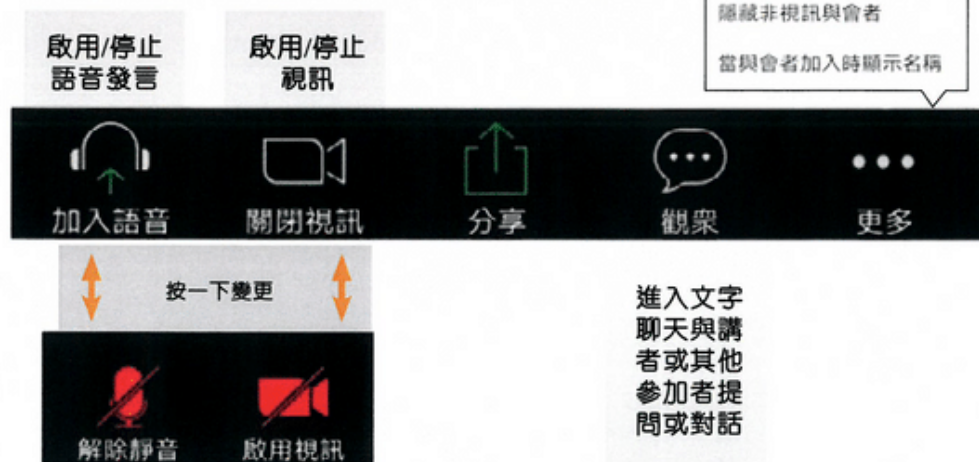 隱藏非視訊與會者
當與會者加入時顯示名稱
啟用/停止
語音發言
啟用/停止
視訊
加入語音
關閉視訊
分享
觀眾
更多
按一下變更
解除靜音
啟用視訊
進入文字
聊天與講
者或其他
參加者提
問或對話